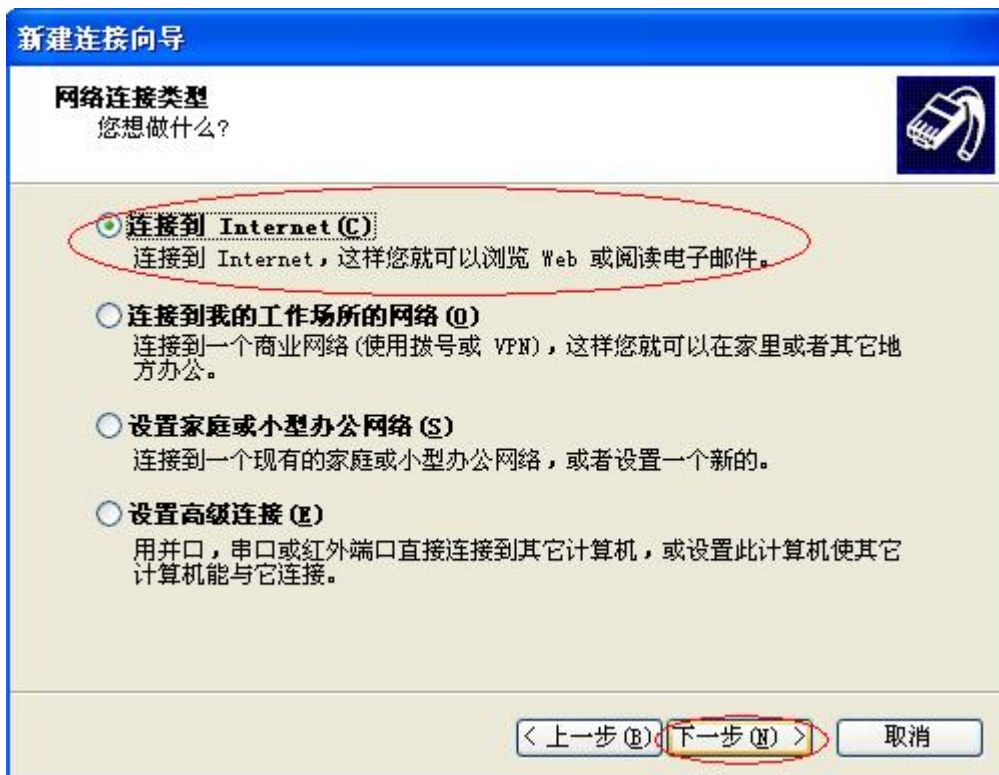 新建连接向导
网络连接类型
您想做什么?
连接到 Internet(C)
连接到 Internet，这样您就可以浏览 Web 或阅读电子邮件。
连接到我的工作场所的网络(O)
连接到一个商业网络(使用拨号或 VPN)，这样您就可以在家里或者其它地
方办公。
设置家庭或小型办公网络(S)
连接到一个现有的家庭或小型办公网络，或者设置一个新的。
设置高级连接(E)
用并口，串口或红外端口直接连接到其它计算机，或设置此计算机使其它
计算机能与它连接。
< 上一步(B) 下一步(N) > 取消